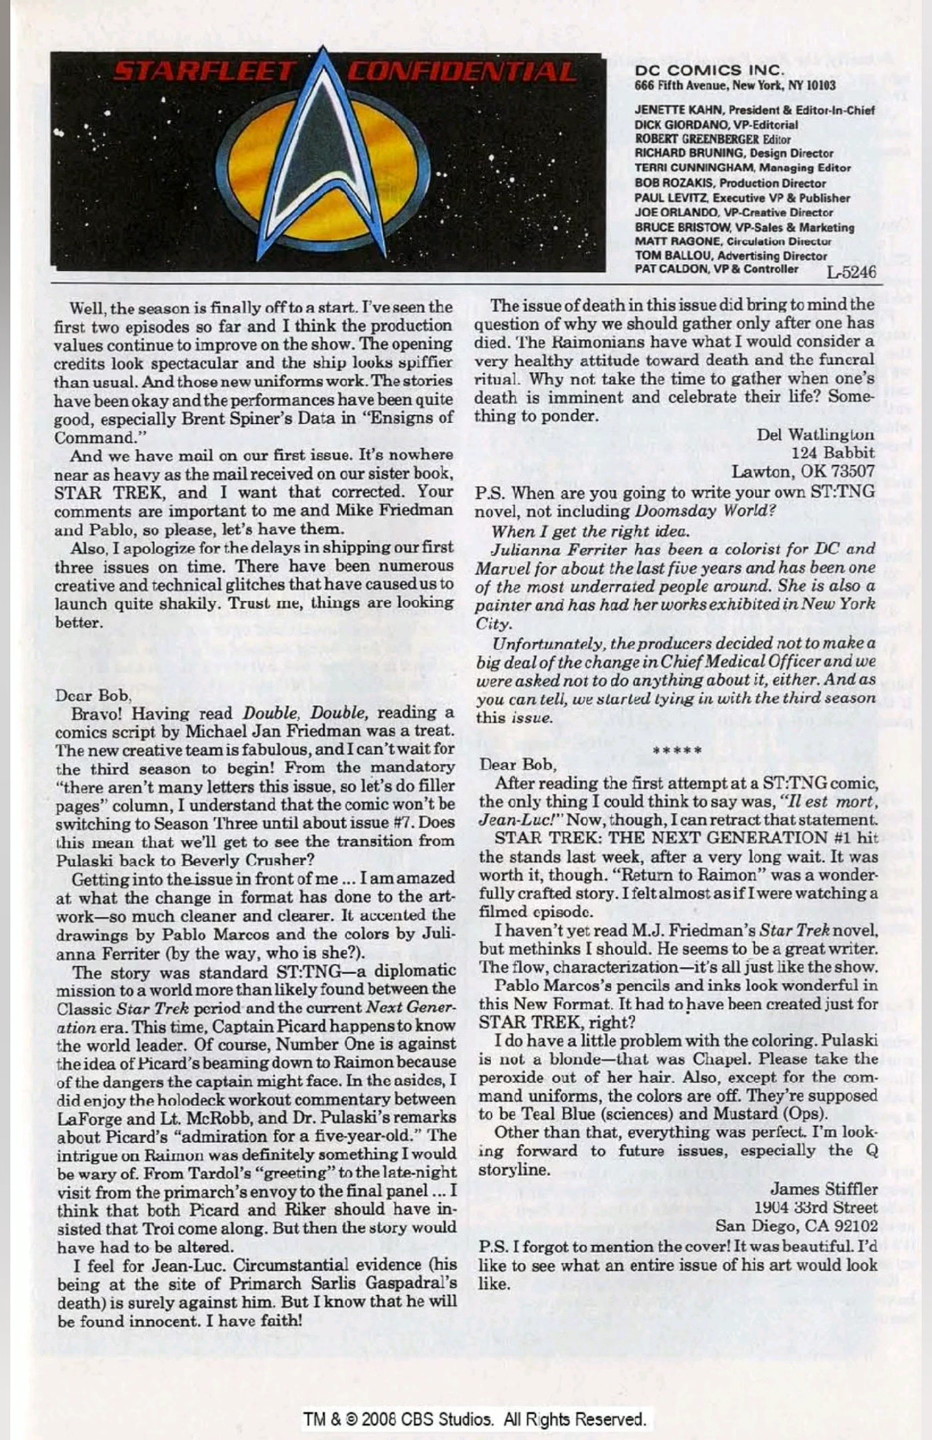 STARFLEET CONFIDENTIAL
DC COMICS INC.
666 Fifth Avenue, New York, NY 10103
JENETTE KAHN, President & Editor-In-Chief
DICK GIORDANO, VP-Editorial
ROBERT GREENBERGER Editor
RICHARD BRUNING, Design Director
TERRI CUNNINGHAM, Managing Editor
BOB ROZAKIS, Production Director
PAUL LEVITZ, Executive VP & Publisher
JOE ORLANDO, VP-Creative Director
BRUCE BRISTOW, VP-Sales & Marketing
MATT RAGONE, Circulation Director
TOM BALLOU, Advertising Director
PAT CALDON, VP & Controller
L-5246
Well, the season is finally off to a start. I've seen the
first two episodes so far and I think the production
values continue to improve on the show. The opening
credits look spectacular and the ship looks spiffier
than usual. And those new uniforms work. The stories
have been okay and the performances have been quite
good, especially Brent Spiner's Data in "Ensigns of
Command."
And we have mail on our first issue. It's nowhere
near as heavy as the mail received on our sister book,
STAR TREK, and I want that corrected. Your
comments are important to me and Mike Friedman
and Pablo, so please, let's have them.
Also, I apologize for the delays in shipping our first
three issues on time. There have been numerous
creative and technical glitches that have caused us to
launch quite shakily. Trust me, things are looking
better.
Dear Bob,
Bravo! Having read Double, Double, reading a
comics script by Michael Jan Friedman was a treat.
The new creative team is fabulous, and I can't wait for
the third season to begin! From the mandatory
"there aren't many letters this issue, so let's do filler
pages" column, I understand that the comic won't be
switching to Season Three until about issue #7. Does
this mean that we'll get to see the transition from
Pulaski back to Beverly Crusher?
Getting into the issue in front of me ... I am amazed
at what the change in format has done to the art-
work—so much cleaner and clearer. It accented the
drawings by Pablo Marcos and the colors by Juli-
anna Ferriter (by the way, who is she?).
The story was standard ST:TNG—a diplomatic
mission to a world more than likely found between the
Classic Star Trek period and the current Next Gener-
ation era. This time, Captain Picard happens to know
the world leader. Of course, Number One is against
the idea of Picard's beaming down to Raimon because
of the dangers the captain might face. In the asides, I
did enjoy the holodeck workout commentary between
LaForge and Lt. McRobb, and Dr. Pulaski's remarks
about Picard's "admiration for a five-year-old." The
intrigue on Raimon was definitely something I would
be wary of. From Tardol's "greeting" to the late-night
visit from the primarch's envoy to the final panel ... I
think that both Picard and Riker should have in-
sisted that Troi come along. But then the story would
have had to be altered.
I feel for Jean-Luc. Circumstantial evidence (his
being at the site of Primarch Sarlis Gaspadral's
death) is surely against him. But I know that he will
be found innocent. I have faith!
The issue of death in this issue did bring to mind the
question of why we should gather only after one has
died. The Raimonians have what I would consider a
very healthy attitude toward death and the funeral
ritual. Why not take the time to gather when one's
death is imminent and celebrate their life? Some-
thing to ponder.
Del Watlington
124 Babbit
Lawton, OK 73507
P.S. When are you going to write your own ST:TNG
novel, not including Doomsday World?
When I get the right idea.
Julianna Ferriter has been a colorist for DC and
Marvel for about the last five years and has been one
of the most underrated people around. She is also a
painter and has had her works exhibited in New York
City.
Unfortunately, the producers decided not to make a
big deal of the change in Chief Medical Officer and we
were asked not to do anything about it, either. And as
you can tell, we started tying in with the third season
this issue.
*****
Dear Bob,
After reading the first attempt at a ST:TNG comic,
the only thing I could think to say was, "Il est mort,
Jean-Luc!" Now, though, I can retract that statement.
STAR TREK: THE NEXT GENERATION #1 hit
the stands last week, after a very long wait. It was
worth it, though. "Return to Raimon" was a wonder-
fully crafted story. I felt almost as if I were watching a
filmed episode.
I haven't yet read M.J. Friedman's Star Trek novel,
but methinks I should. He seems to be a great writer.
The flow, characterization—it's all just like the show.
Pablo Marcos's pencils and inks look wonderful in
this New Format. It had to have been created just for
STAR TREK, right?
I do have a little problem with the coloring. Pulaski
is not a blonde—that was Chapel. Please take the
peroxide out of her hair. Also, except for the com-
mand uniforms, the colors are off. They're supposed
to be Teal Blue (sciences) and Mustard (Ops).
Other than that, everything was perfect. I'm look-
ing forward to future issues, especially the Q
storyline.
James Stiffler
1904 33rd Street
San Diego, CA 92102
P.S. I forgot to mention the cover! It was beautiful. I'd
like to see what an entire issue of his art would look
like.
TM & © 2008 CBS Studios. All Rights Reserved.